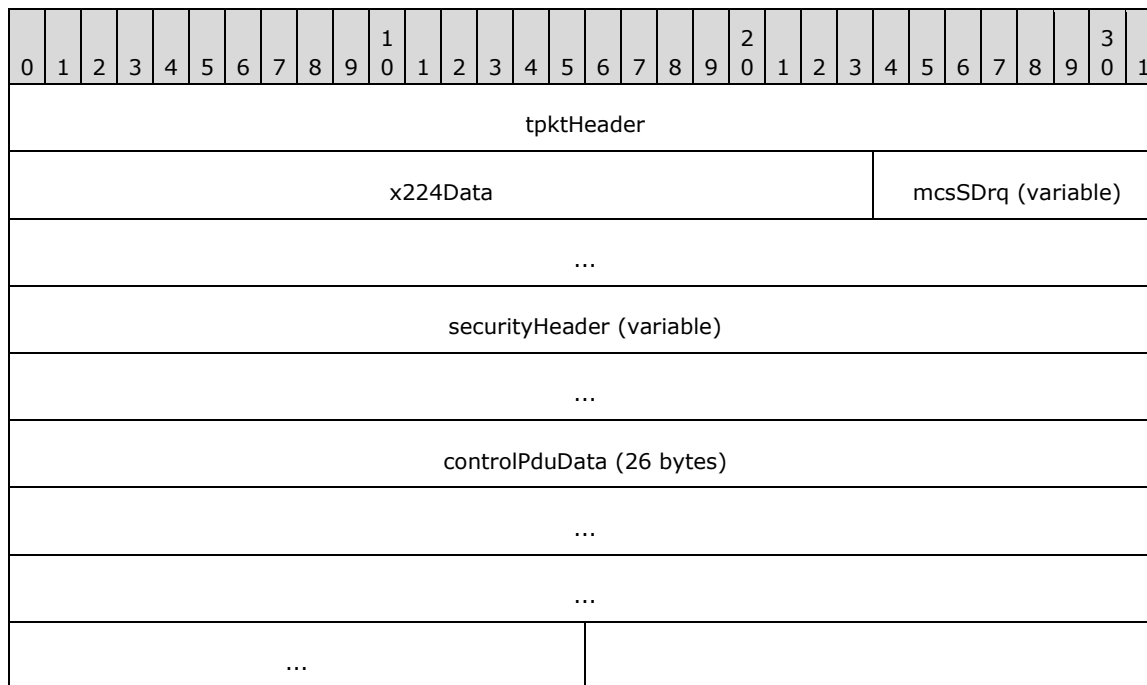 1 2 3
0 1 2 3 4 5 6 7 8 9 0 1 2 3 4 5 6 7 8 9 0 1 2 3 4 5 6 7 8 9 0 1
tpktHeader
x224Data mcsSDrq (variable)
...
securityHeader (variable)
...
controlPduData (26 bytes)
...
...
...